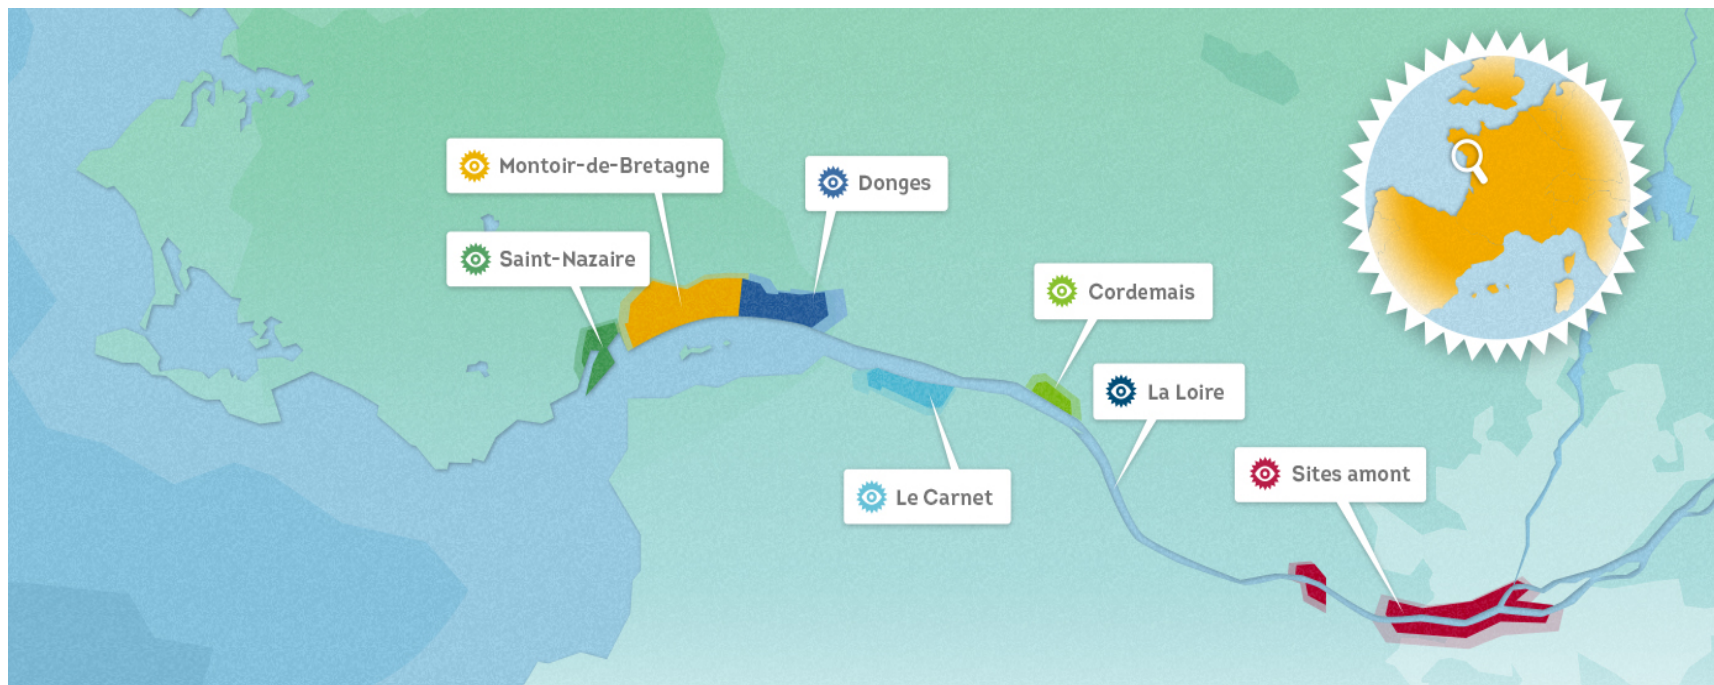 Montoir-de-Bretagne
Donges
Saint-Nazaire
Cordemais
La Loire
Sites amont
Le Carnet